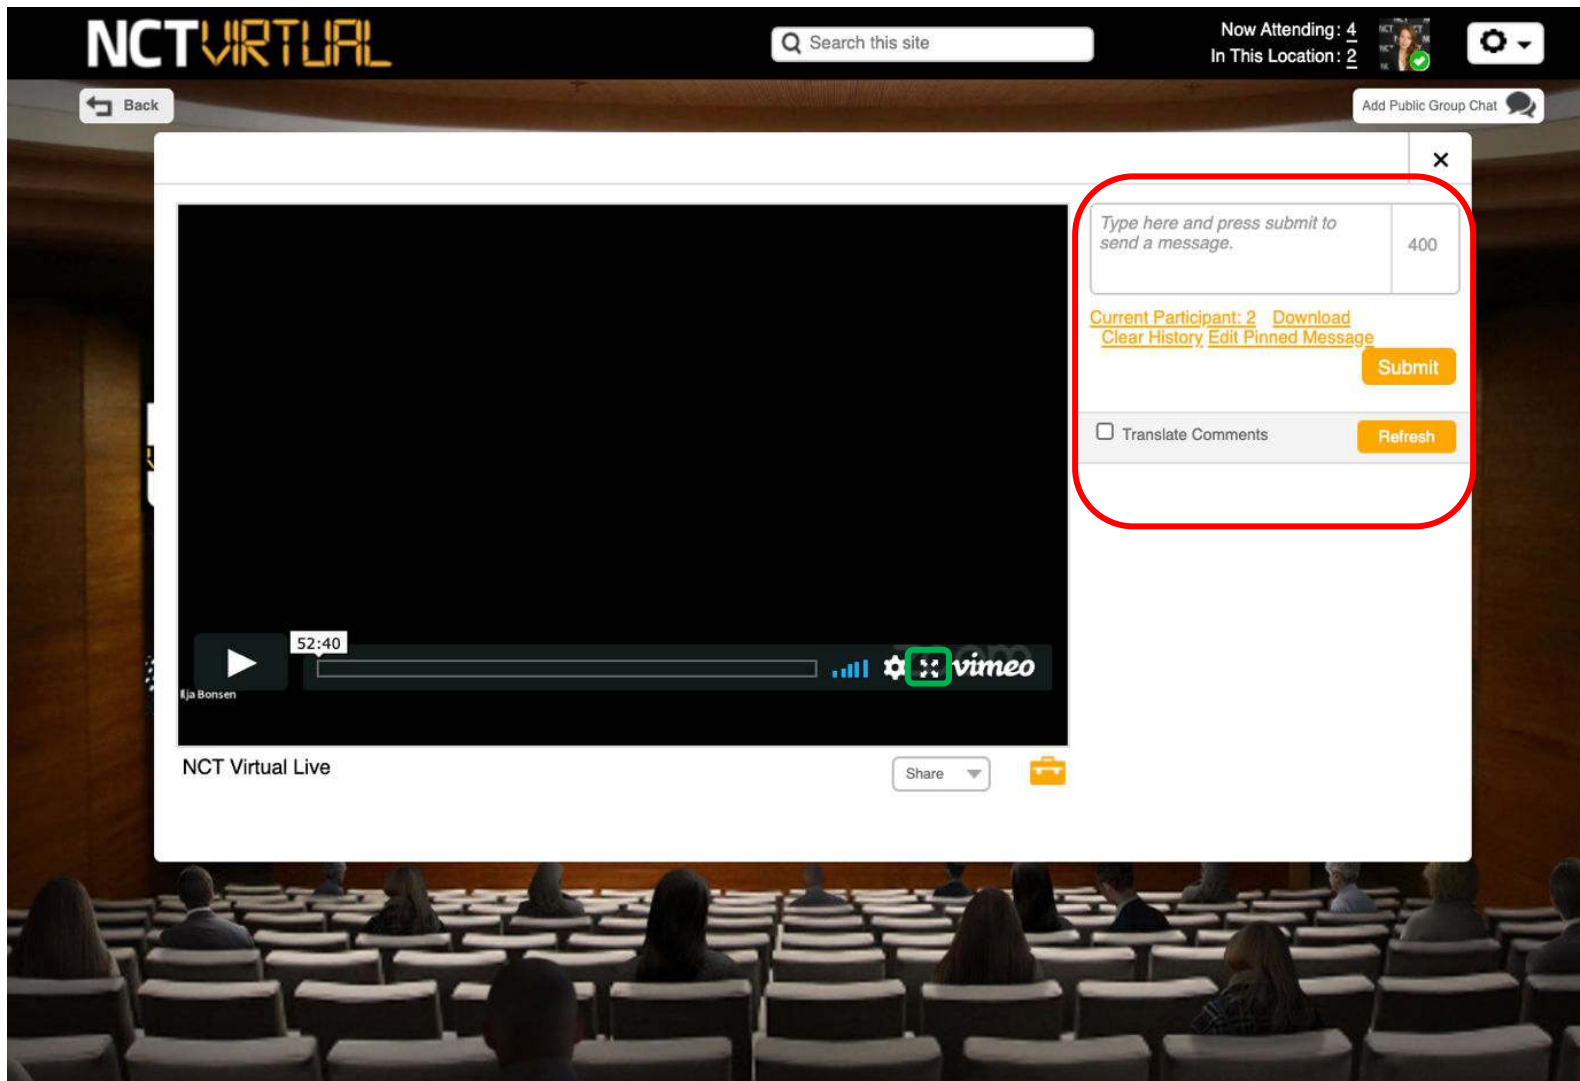 NCTVIRTUAL
Search this site
Now Attending: 4
In This Location: 2
Back
Add Public Group Chat
Type here and press submit to
send a message.
400
Current Participant: 2 Download
Clear History Edit Pinned Message
Submit
Translate Comments
Refresh
52:40
zoom
vimeo
lja Bonsen
NCT Virtual Live
Share